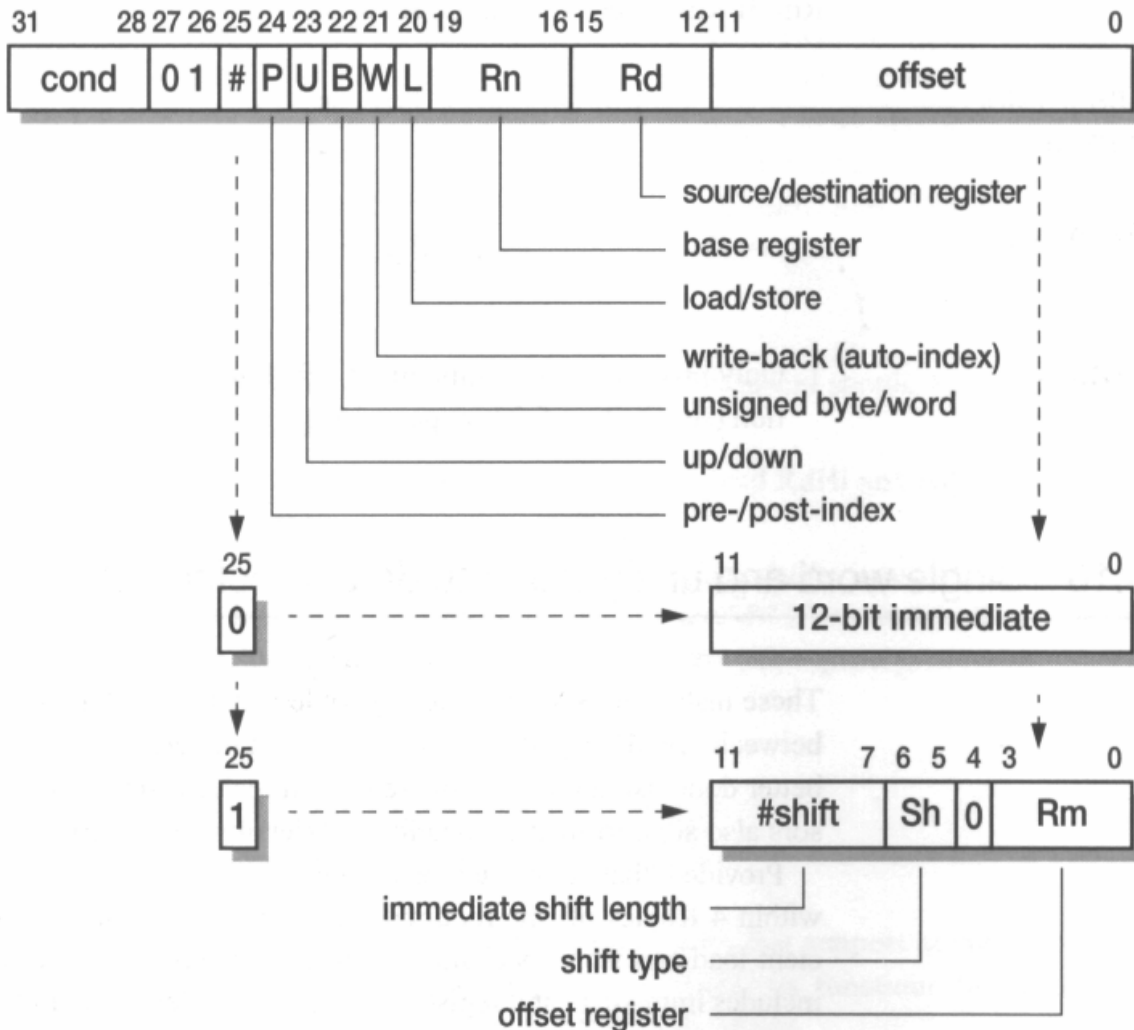 31 28 27 26 25 24 23 22 21 20 19 16 15 12 11 0
cond 0 1 # P U B W L Rn Rd offset
source/destination register
base register
load/store
write-back (auto-index)
unsigned byte/word
up/down
pre-/post-index
25 11 0
0 12-bit immediate
25 11 7 6 5 4 3 0
1 #shift Sh 0 Rm
immediate shift length
shift type
offset register